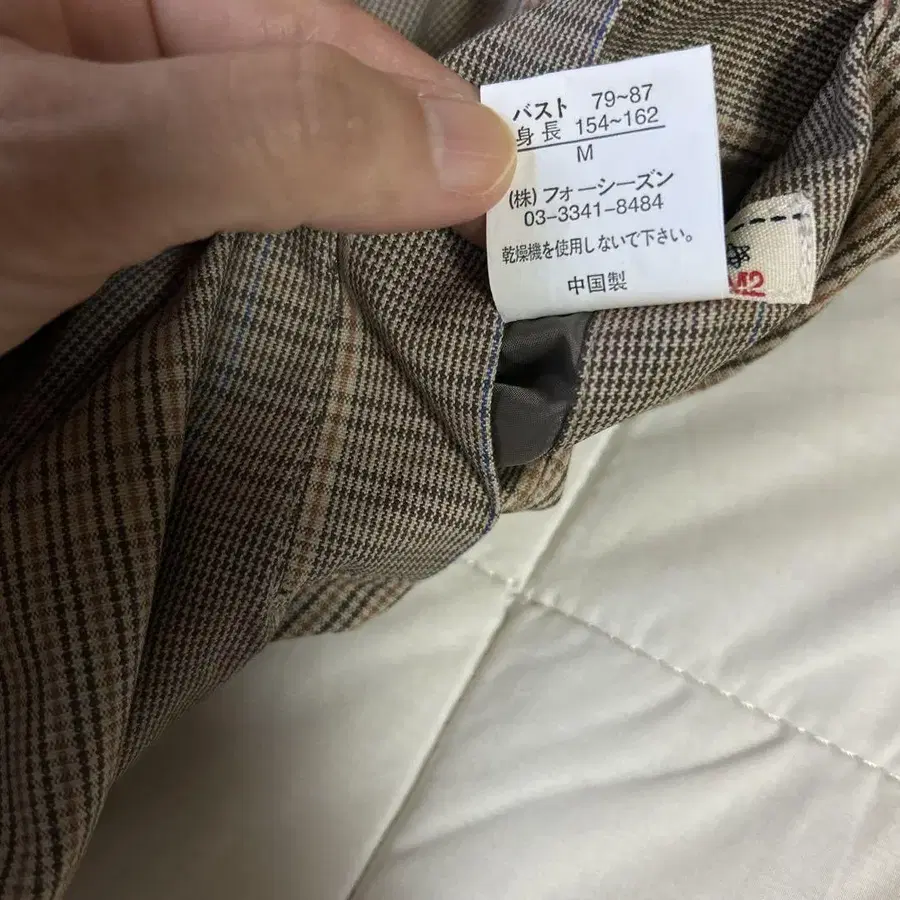 バスト 79~87
身長 154~162
M
(株)フォーシーズン
03-3341-8484
乾燥機を使用しないで下さい。
中国製
M2